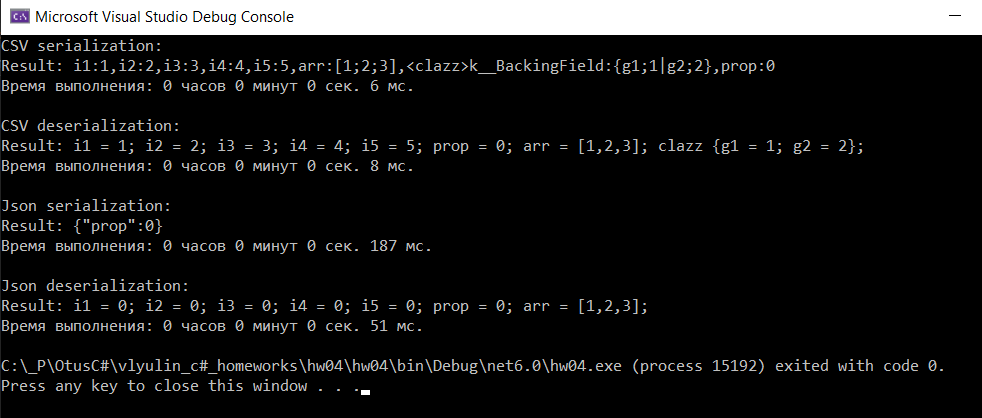 C:\
Microsoft Visual Studio Debug Console
CSV serialization:
Result: i1:1,i2:2,i3:3,i4:4,i5:5,arr:[1;2;3],<clazz>k__BackingField:{g1;1|g2;2},prop:0
Время выполнения: 0 часов 0 минут 0 сек. 6 мс.
CSV deserialization:
Result: i1 = 1; i2 = 2; i3 = 3; i4 = 4; i5 = 5; prop = 0; arr = [1,2,3]; clazz {g1 = 1; g2 = 2};
Время выполнения: 0 часов 0 минут 0 сек. 8 мс.
Json serialization:
Result: {"prop":0}
Время выполнения: 0 часов 0 минут 0 сек. 187 мс.
Json deserialization:
Result: i1 = 0; i2 = 0; i3 = 0; i4 = 0; i5 = 0; prop = 0; arr = [1,2,3];
Время выполнения: 0 часов 0 минут 0 сек. 51 мс.
C:\_P\OtusC#\vlyulin_c#_homeworks\hw04\hw04\bin\Debug\net6.0\hw04.exe (process 15192) exited with code 0.
Press any key to close this window . . .